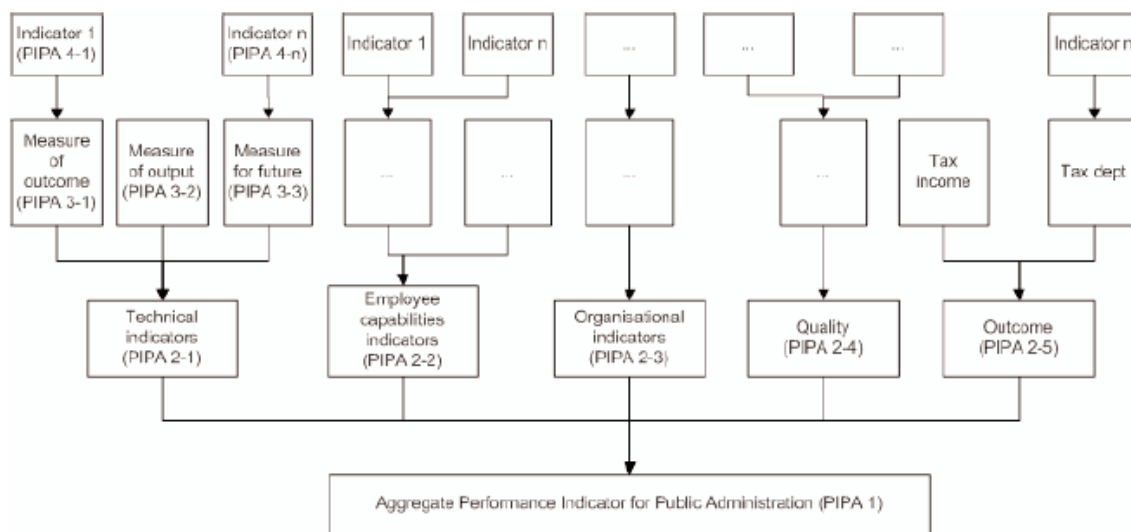 Indicator 1
(PIPA 4-1)
Indicator n
(PIPA 4-n)
Indicator 1
Indicator n
...
...
...
Indicator n
Measure
of
outcome
(PIPA 3-1)
Measure
of output
(PIPA 3-2)
Measure
for future
(PIPA 3-3)
...
...
...
...
Tax
income
Tax dept
Technical
indicators
(PIPA 2-1)
Employee
capabilities
indicators
(PIPA 2-2)
Organisational
indicators
(PIPA 2-3)
Quality
(PIPA 2-4)
Outcome
(PIPA 2-5)
Aggregate Performance Indicator for Public Administration (PIPA 1)